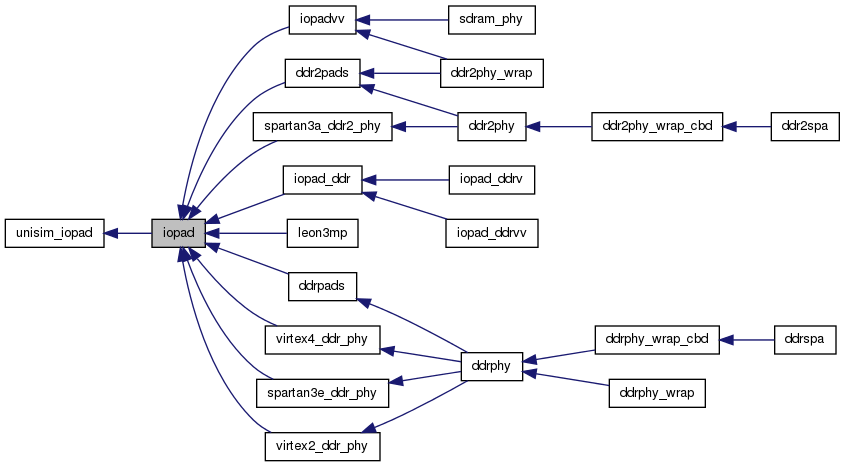 iopadvv
sdram_phy
ddr2pads
ddr2phy_wrap
spartan3a_ddr2_phy
ddr2phy
ddr2phy_wrap_cbd
ddr2spa
iopad_ddr
iopad_ddrv
unisim_iopad
iopad
leon3mp
iopad_ddrvv
ddrpads
virtex4_ddr_phy
ddrphy_wrap_cbd
ddrspa
ddrphy
spartan3e_ddr_phy
ddrphy_wrap
virtex2_ddr_phy